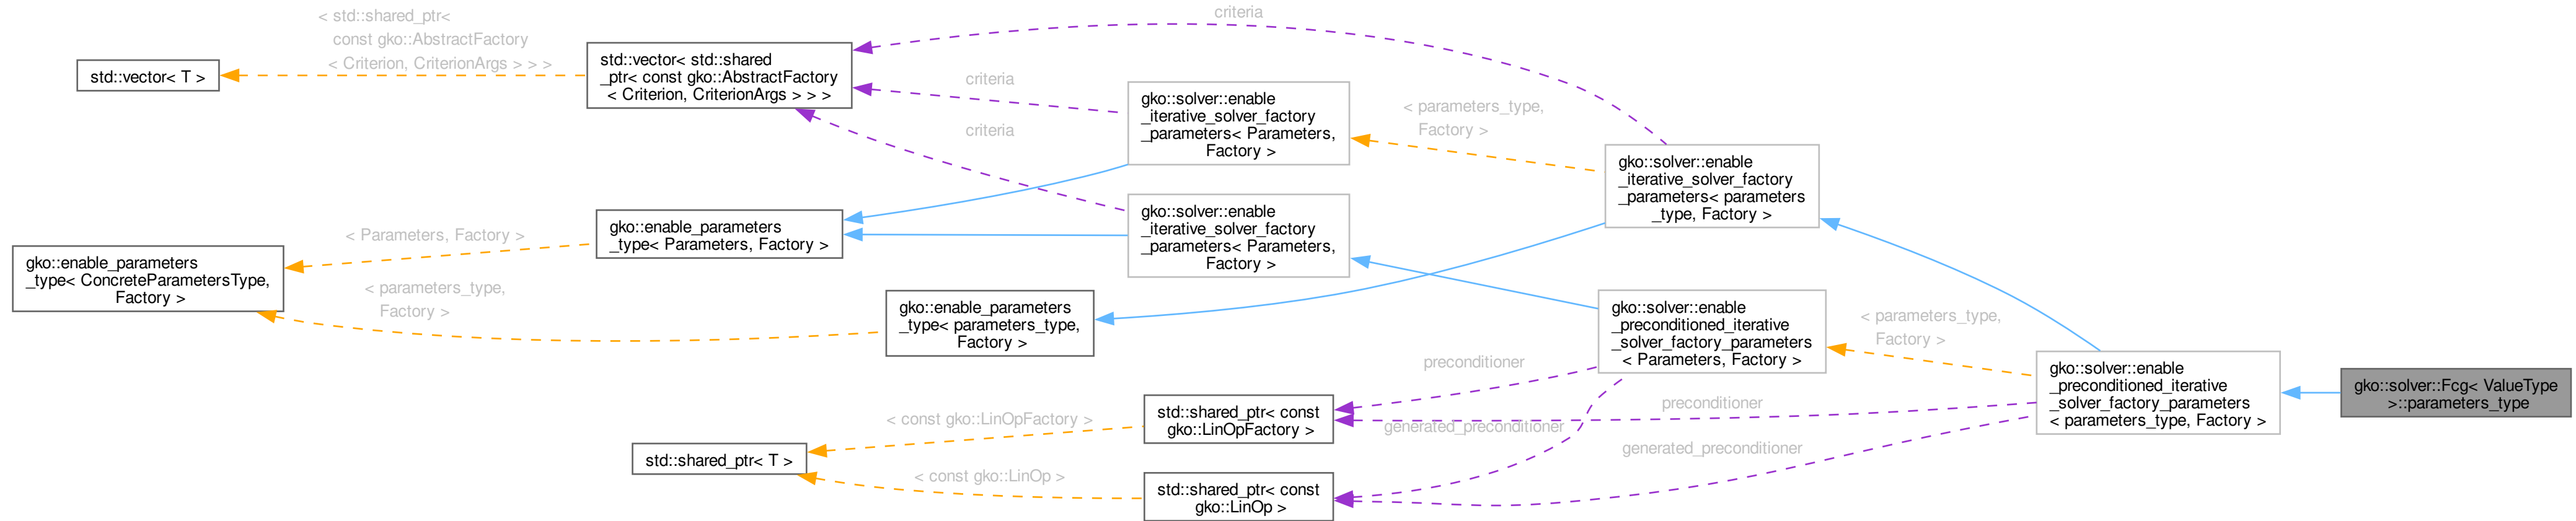 std::vector< T >
< std::shared_ptr<
const gko::AbstractFactory
< Criterion, CriterionArgs > > >
std::vector< std::shared
_ptr< const gko::AbstractFactory
< Criterion, CriterionArgs > > >
criteria
criteria
criteria
gko::solver::enable
_iterative_solver_factory
_parameters< Parameters,
Factory >
< parameters_type,
Factory >
gko::solver::enable
_iterative_solver_factory
_parameters< parameters
_type, Factory >
gko::enable_parameters
_type< ConcreteParametersType,
Factory >
< Parameters, Factory >
< parameters_type,
Factory >
gko::enable_parameters
_type< Parameters, Factory >
gko::solver::enable
_iterative_solver_factory
_parameters< Parameters,
Factory >
gko::enable_parameters
_type< parameters_type,
Factory >
gko::solver::enable
_preconditioned_iterative
_solver_factory_parameters
< Parameters, Factory >
< parameters_type,
Factory >
gko::solver::enable
_preconditioned_iterative
_solver_factory_parameters
< parameters_type, Factory >
gko::solver::Fcg< ValueType
>::parameters_type
preconditioner
preconditioner
generated_preconditioner
generated_preconditioner
std::shared_ptr< T >
< const gko::LinOpFactory >
< const gko::LinOp >
std::shared_ptr< const
gko::LinOpFactory >
std::shared_ptr< const
gko::LinOp >